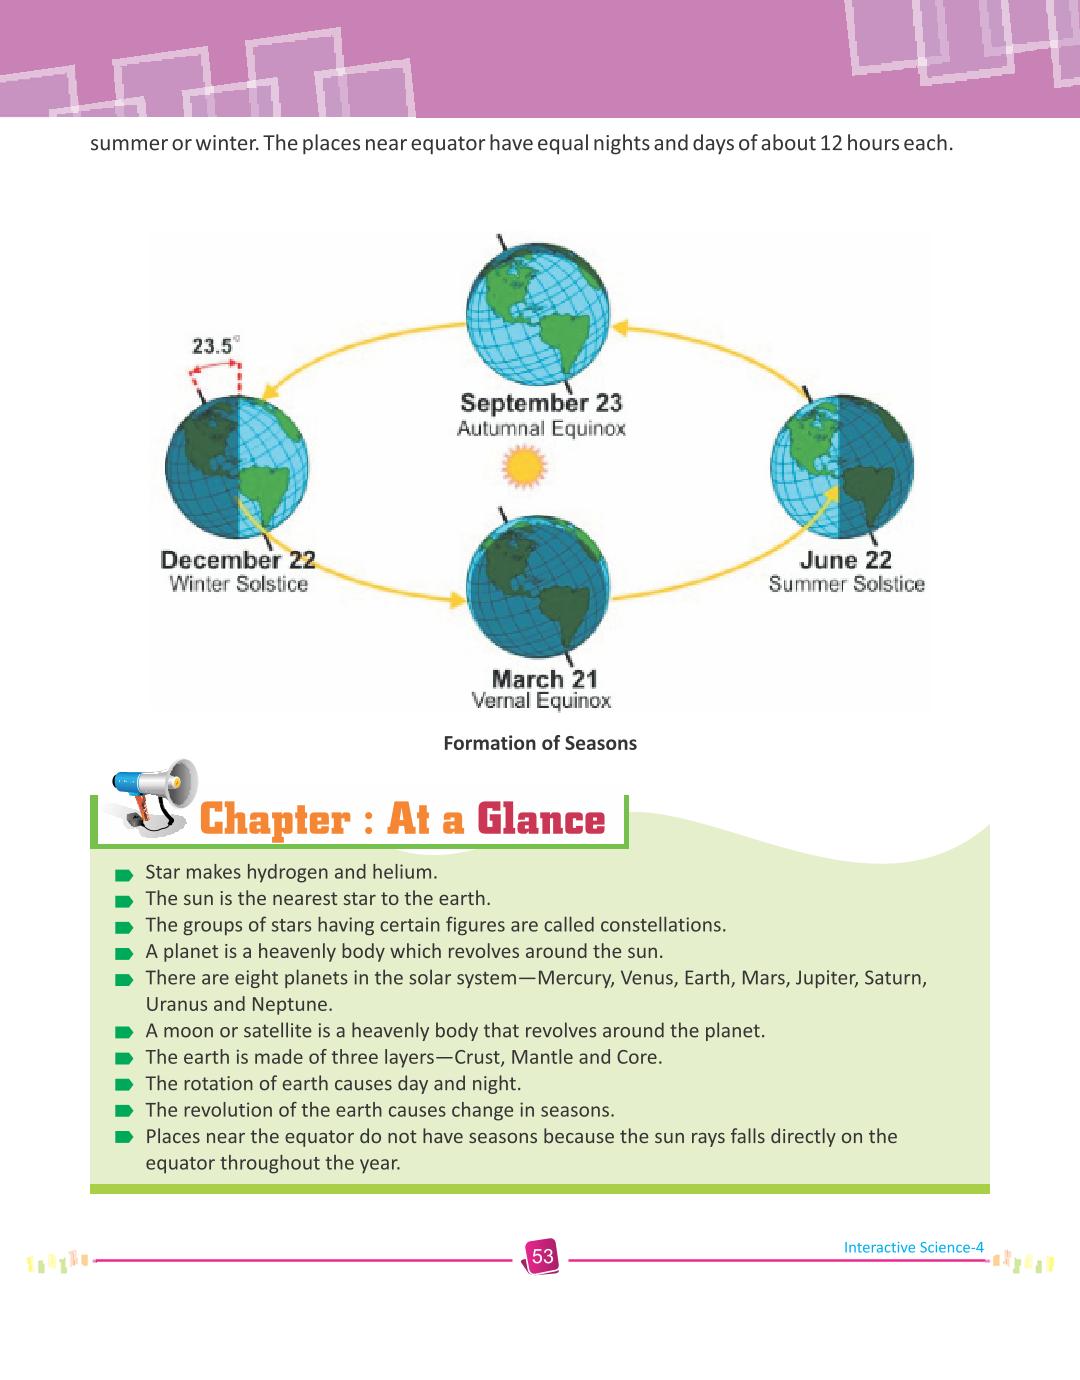 summer or winter. The places near equator have equal nights and days of about 12 hours each.
23.5°
September 23
Autumnal Equinox
December 22
Winter Solstice
June 22
Summer Solstice
March 21
Vernal Equinox
Formation of Seasons
Chapter : At a Glance
Star makes hydrogen and helium.
The sun is the nearest star to the earth.
The groups of stars having certain figures are called constellations.
A planet is a heavenly body which revolves around the sun.
There are eight planets in the solar system—Mercury, Venus, Earth, Mars, Jupiter, Saturn,
Uranus and Neptune.
A moon or satellite is a heavenly body that revolves around the planet.
The earth is made of three layers—Crust, Mantle and Core.
The rotation of earth causes day and night.
The revolution of the earth causes change in seasons.
Places near the equator do not have seasons because the sun rays falls directly on the
equator throughout the year.
53
Interactive Science-4